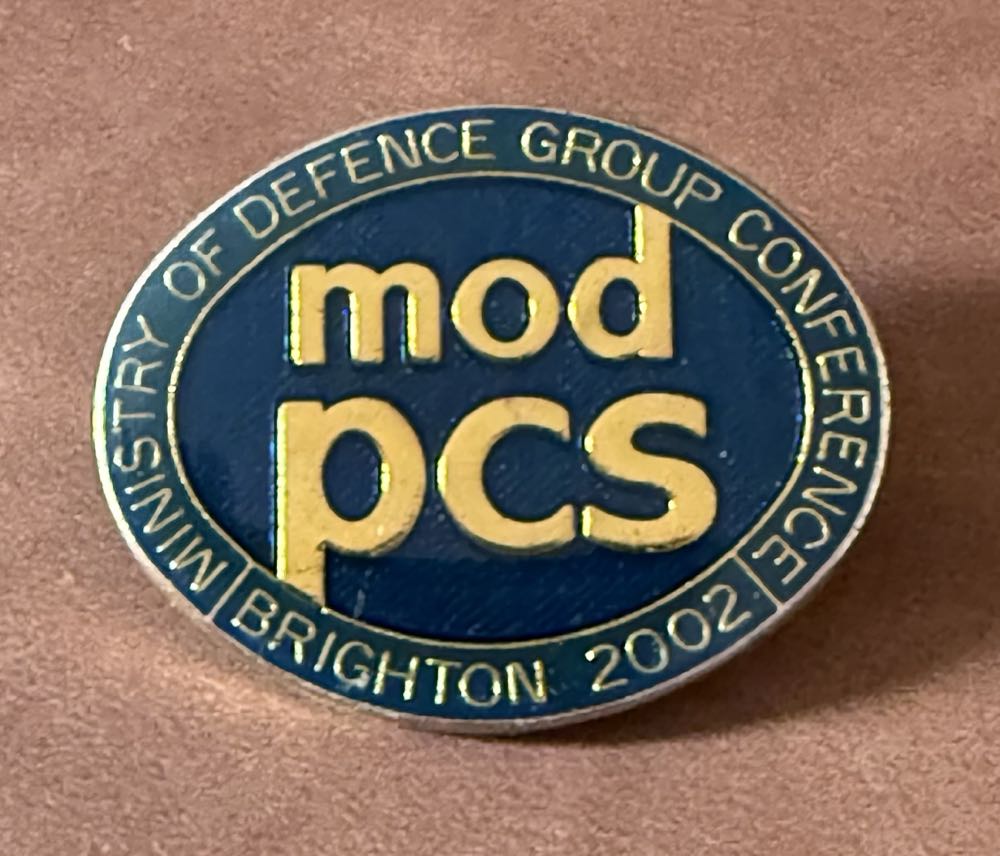 MINISTRY OF DEFENCE GROUP CONFERENCE
mod
pcs
BRIGHTON 2002